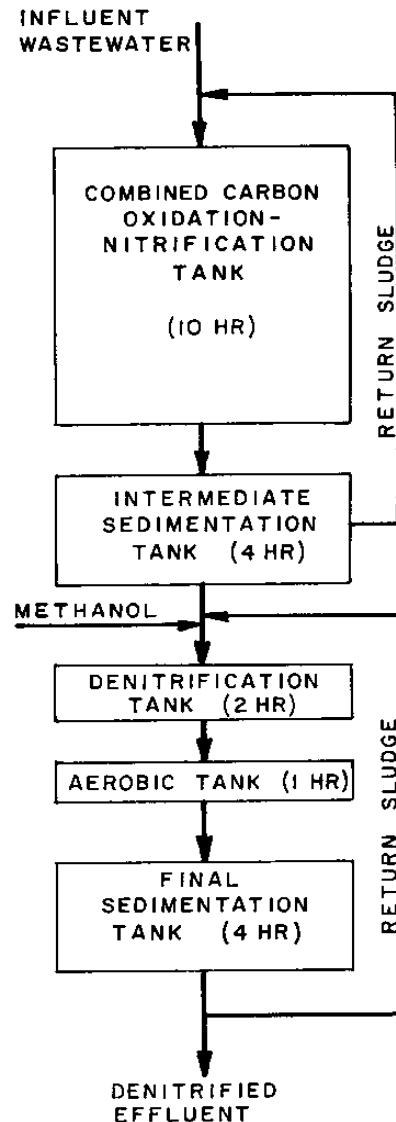 INFLUENT
WASTEWATER
COMBINED CARBON
OXIDATION-
NITRIFICATION
TANK
(10 HR)
RETURN SLUDGE
INTERMEDIATE
SEDIMENTATION
TANK (4 HR)
METHANOL
DENITRIFICATION
TANK (2 HR)
AEROBIC TANK (1 HR)
RETURN SLUDGE
FINAL
SEDIMENTATION
TANK (4 HR)
DENITRIFIED
EFFLUENT